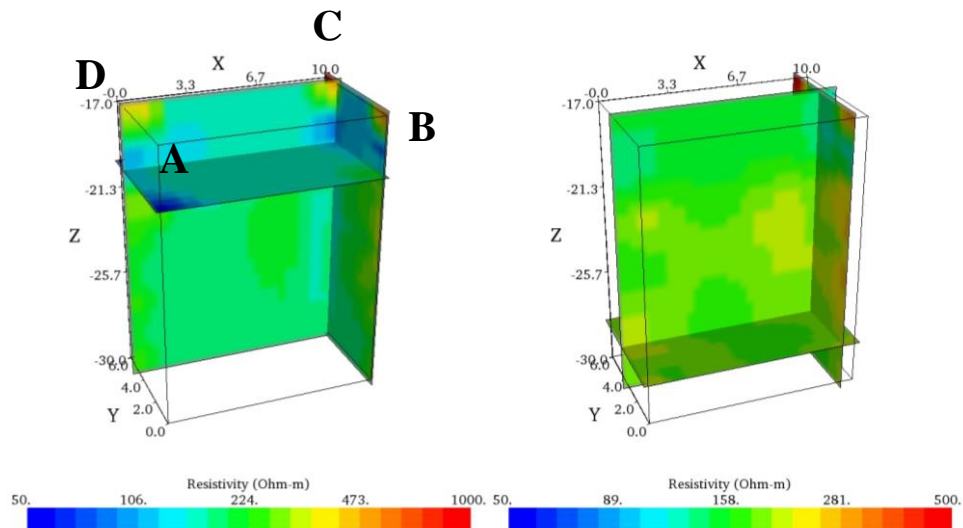 C
D
X
10.0
6.7
3.3
-0.0
-17.0
B
A
-21.3
Z
-25.7
-30.0
6.0
4.0
Y
2.0
0.0
X
10.0
6.7
3.3
-0.0
-17.0
-21.3
Z
-25.7
-30.0
6.0
4.0
Y
2.0
0.0
Resistivity (Ohm-m)
50. 106. 224. 473. 1000.
Resistivity (Ohm-m)
50. 89. 158. 281. 500.